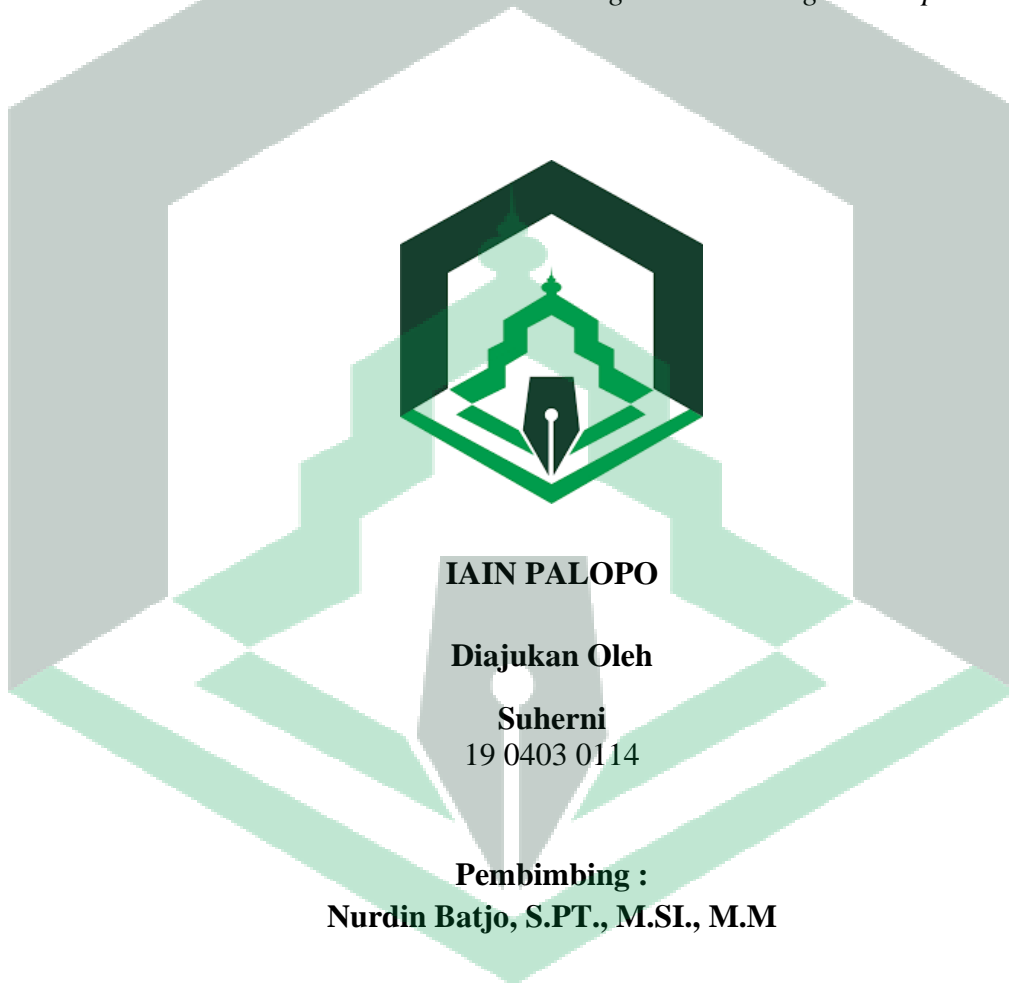 IAIN PALOPO
Diajukan Oleh
Suherni
19 0403 0114
Pembimbing :
Nurdin Batjo, S.PT., M.SI., M.M